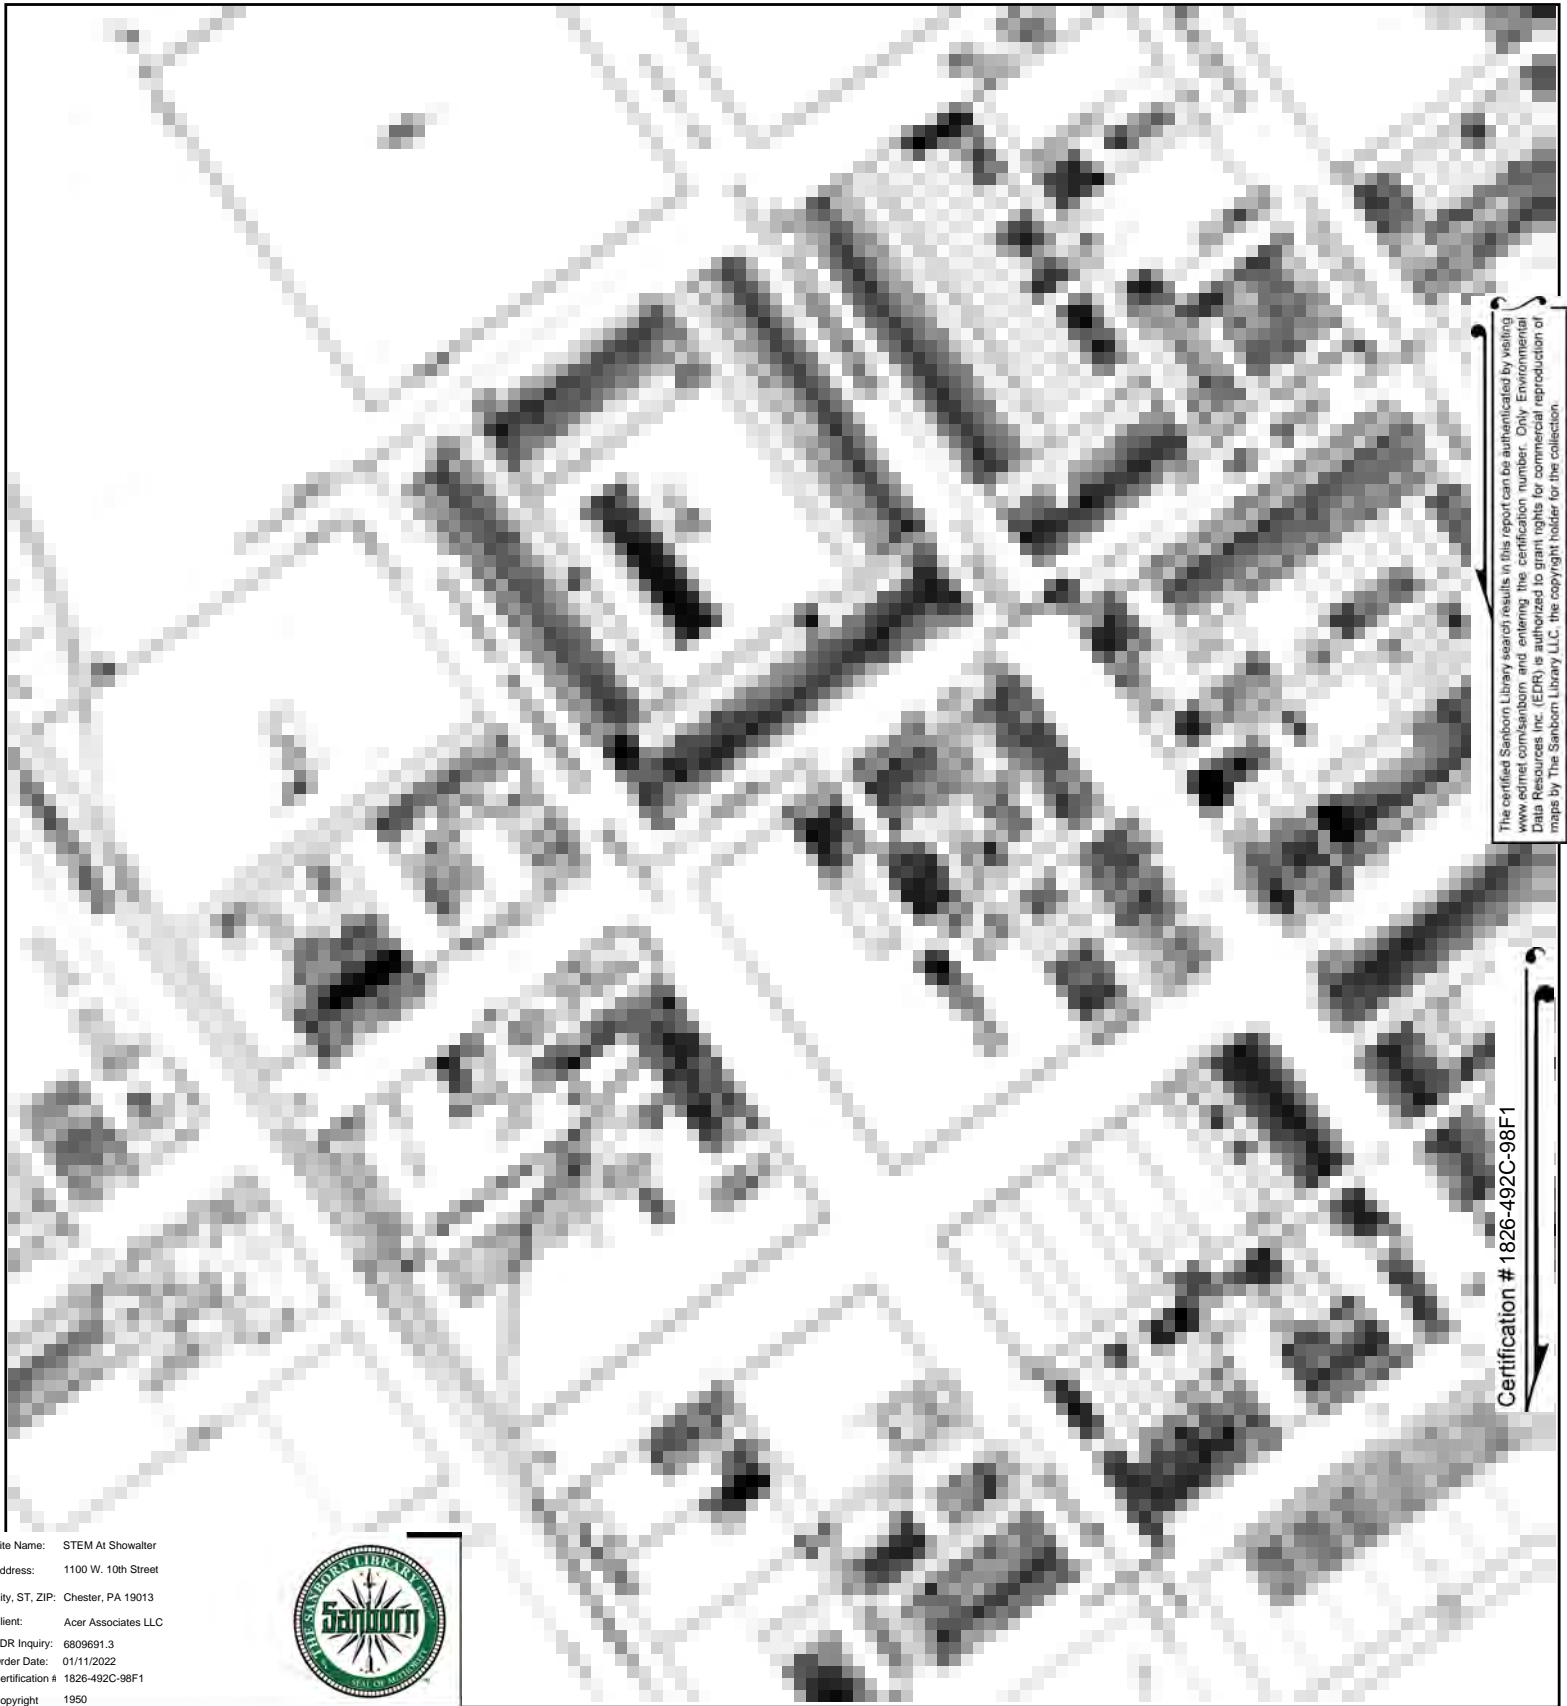 The certified Sanborn Library search results in this report can be authenticated by visiting
www.edrnet.com/sanborn and entering the certification number. Only Environmental
Data Resources Inc. (EDR) is authorized to grant rights for commercial reproduction of
maps by The Sanborn Library LLC, the copyright holder for the collection.
Certification # 1826-492C-98F1
ite Name: STEM At Showalter
ddress: 1100 W. 10th Street
ity, ST, ZIP: Chester, PA 19013
lient: Acer Associates LLC
DR Inquiry: 6809691.3
rder Date: 01/11/2022
ertification # 1826-492C-98F1
opyright 1950
THE SANBORN LIBRARY, LLC
Sanborn
SEAL OF AUTHORITY